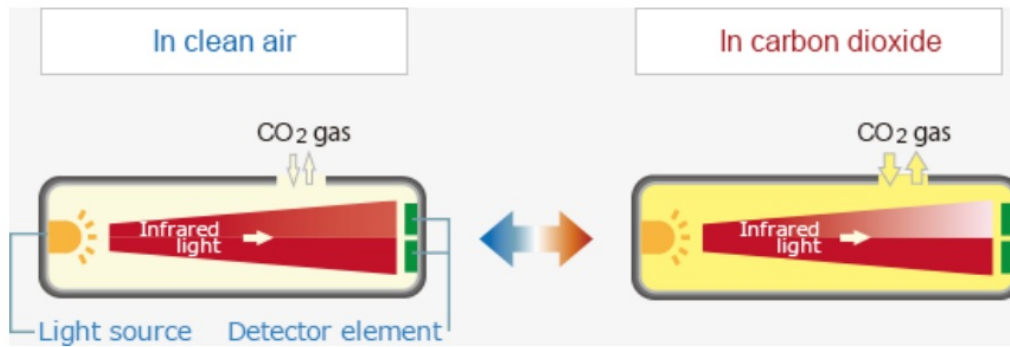 In clean air
In carbon dioxide
CO2 gas
CO2 gas
Infrared
light
Infrared
light
Light source
Detector element